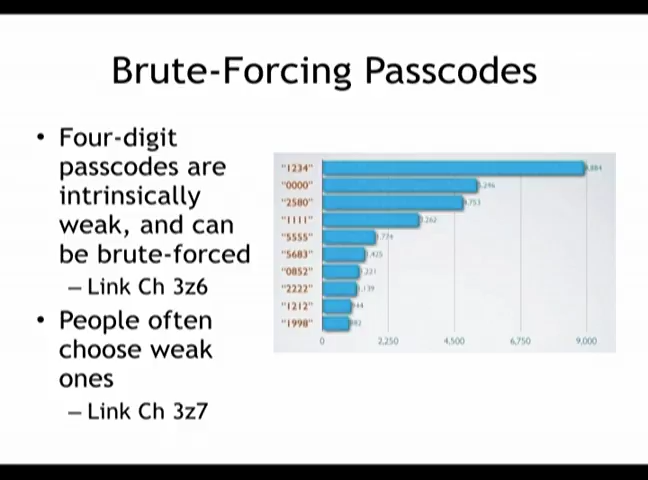 Brute-Forcing Passcodes
• Four-digit
passcodes are
intrinsically
weak, and can
be brute-forced
– Link Ch 3z6
• People often
choose weak
ones
– Link Ch 3z7
"1234"
"0000"
"2580"
"1111"
"5555"
"5683"
"0852"
"2222"
"1212"
"1998"
0 2,250 4,500 6,750 9,000